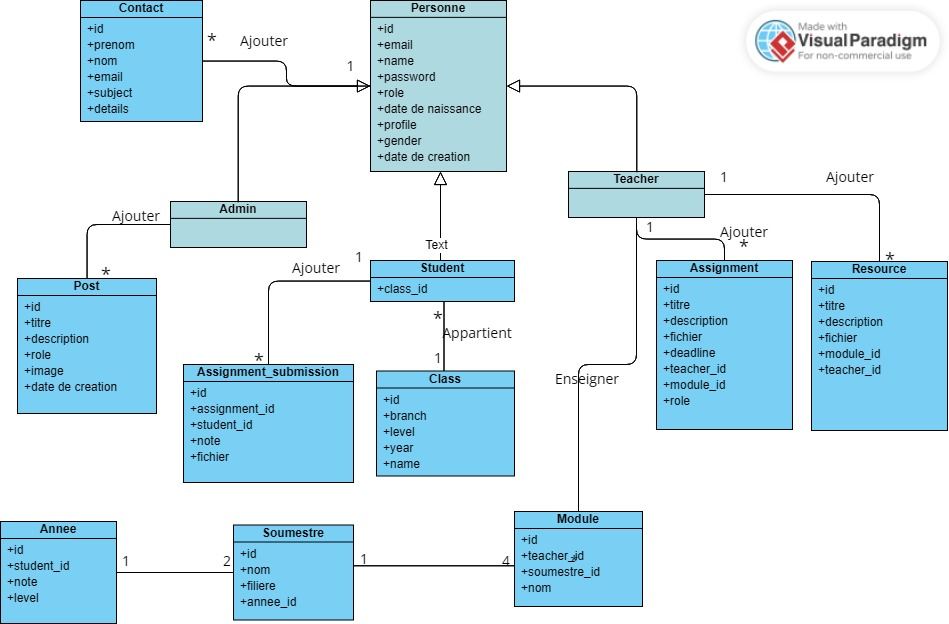 Contact
+id
+prenom
+nom
+email
+subject
+details
*
Ajouter
1
Personne
+id
+email
+name
+password
+role
+date de naissance
+profile
+gender
+date de creation
Made with
VisualParadigm
For non-commercial use
Admin
Teacher
1
Ajouter
*
1
Ajouter
*
Ajouter
*
Post
+id
+titre
+description
+role
+image
+date de creation
Text
Student
+class_id
1
Ajouter
*
Assignment_submission
+id
+assignment_id
+student_id
+note
+fichier
*
Appartient
1
Class
+id
+branch
+level
+year
+name
Assignment
+id
+titre
+description
+fichier
+deadline
+teacher_id
+module_id
+role
Resource
+id
+titre
+description
+fichier
+module_id
+teacher_id
Enseigner
*
Annee
+id
+student_id
+note
+level
1
2
Soumestre
+id
+nom
+filiere
+annee_id
1
4
Module
+id
+teacher_id
+soumestre_id
+nom